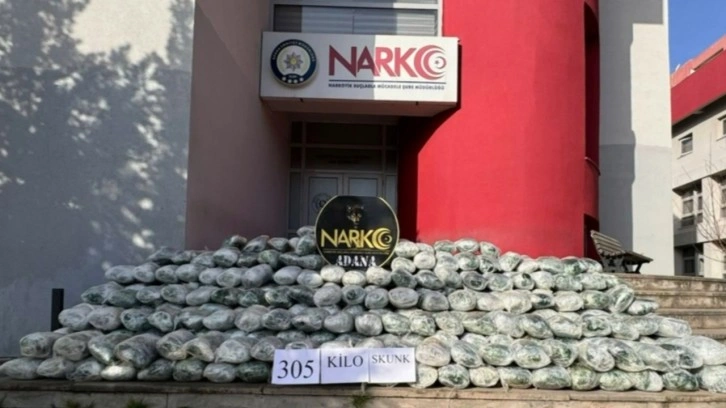 NARKO
NARKOTİK SUÇLARLA MÜCADELE ŞUBE MÜDÜRLÜĞÜ
NARKO
ADANA
305 KİLO SKUNK